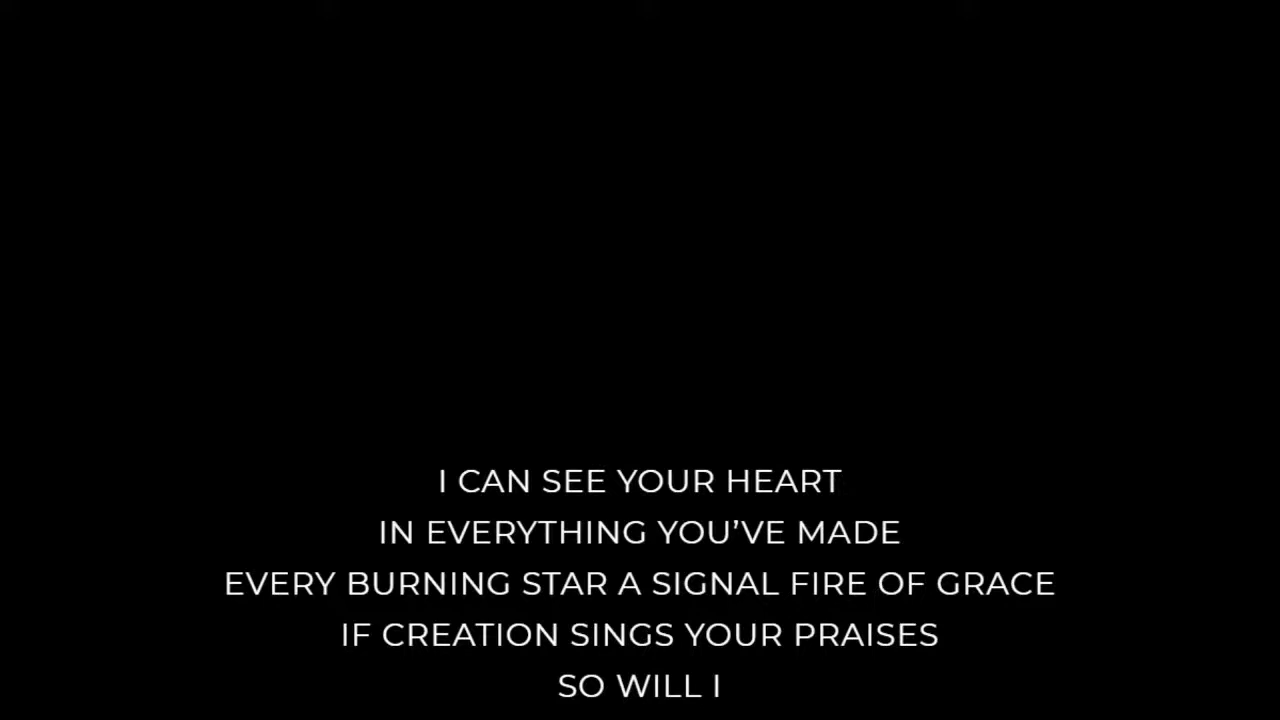 I CAN SEE YOUR HEART
IN EVERYTHING YOU’VE MADE
EVERY BURNING STAR A SIGNAL FIRE OF GRACE
IF CREATION SINGS YOUR PRAISES
SO WILL I